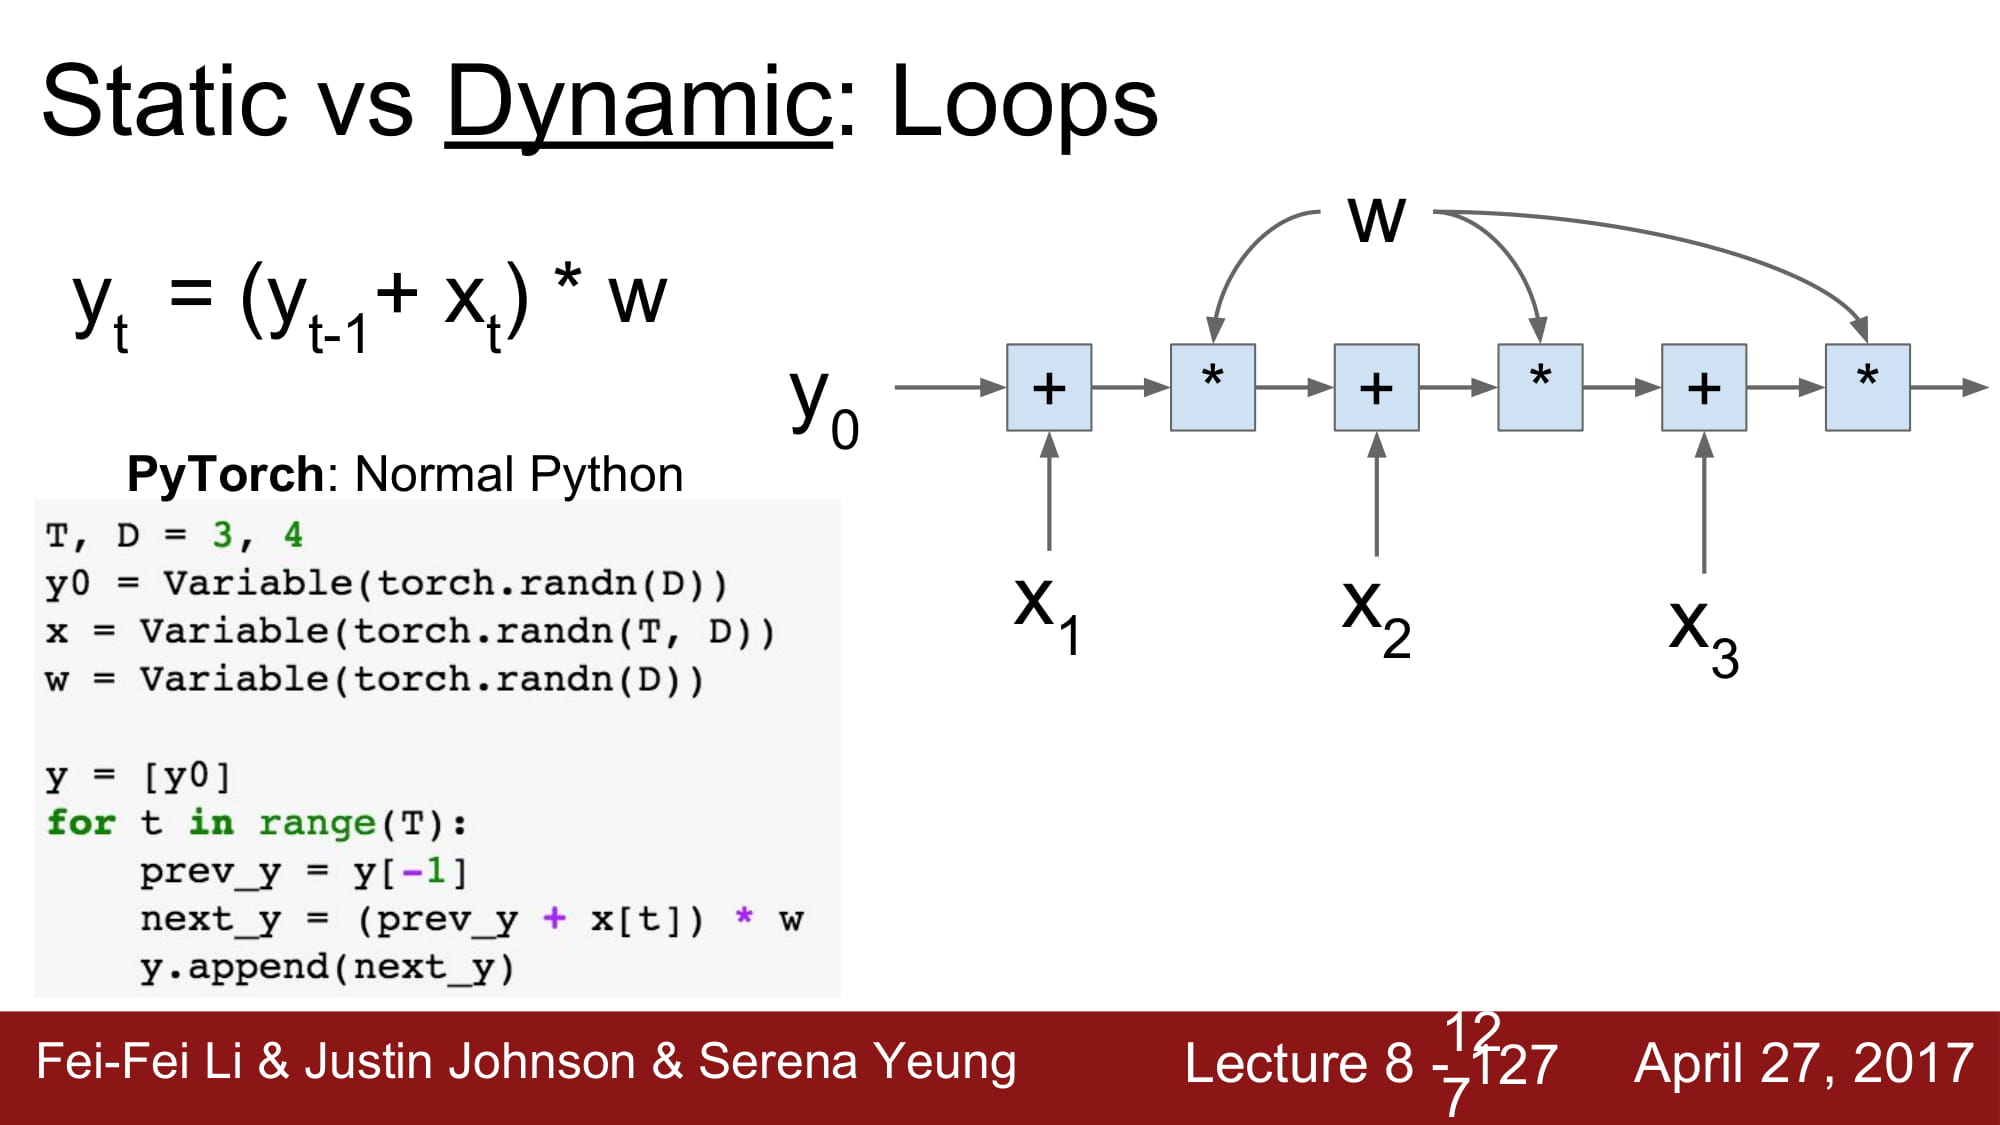 Static vs Dynamic: Loops
y_t = (y_{t-1} + x_t) * w
w
y_0
+ * + * + *
x_1 x_2 x_3
PyTorch: Normal Python
T, D = 3, 4
y0 = Variable(torch.randn(D))
x = Variable(torch.randn(T, D))
w = Variable(torch.randn(D))
y = [y0]
for t in range(T):
    prev_y = y[-1]
    next_y = (prev_y + x[t]) * w
    y.append(next_y)
Fei-Fei Li & Justin Johnson & Serena Yeung
Lecture 8 - 127
127
April 27, 2017